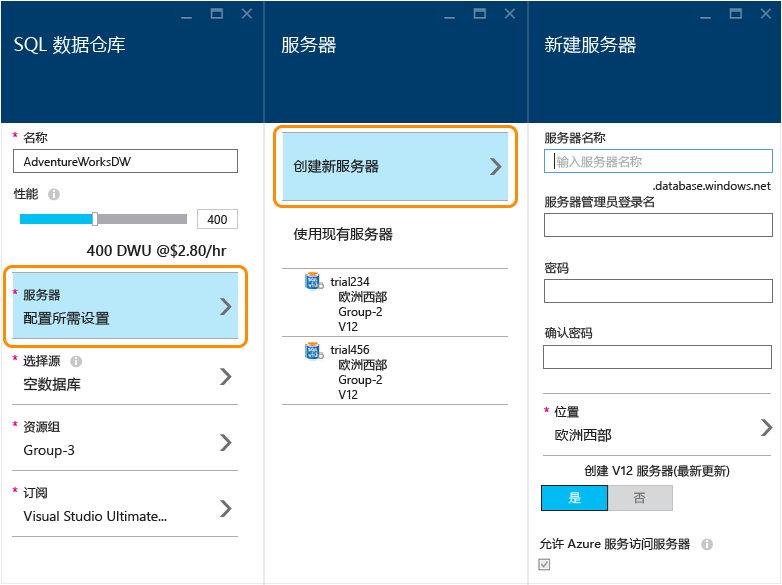 SQL 数据仓库
* 名称
AdventureWorksDW
性能
400
400 DWU @$2.80/hr
* 服务器
配置所需设置
* 选择源
空数据库
* 资源组
Group-3
* 订阅
Visual Studio Ultimate...
服务器
创建新服务器
使用现有服务器
trial234
欧洲西部
Group-2
V12
trial456
欧洲西部
Group-2
V12
新建服务器
服务器名称
输入服务器名称
.database.windows.net
服务器管理员登录名
密码
确认密码
* 位置
欧洲西部
创建 V12 服务器(最新更新)
是 否
允许 Azure 服务访问服务器